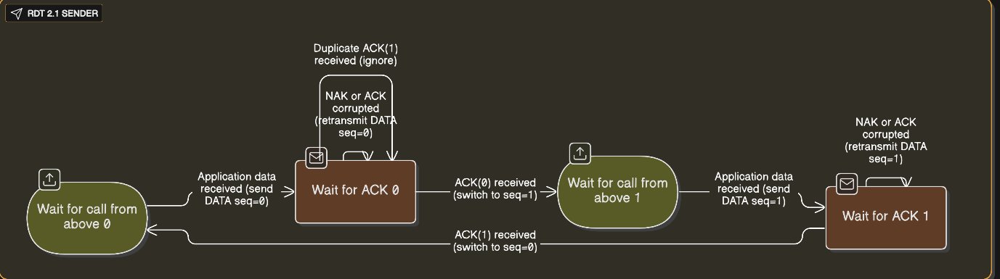 RDT 2.1 SENDER
Duplicate ACK(1)
received (ignore)
NAK or ACK
corrupted
(retransmit DATA
seq=0)
NAK or ACK
corrupted
(retransmit DATA
seq=1)
Wait for call from
above 0
Application data
received (send
DATA seq=0)
Wait for ACK 0
ACK(0) received
(switch to seq=1)
Wait for call from
above 1
Application data
received (send
DATA seq=1)
Wait for ACK 1
ACK(1) received
(switch to seq=0)